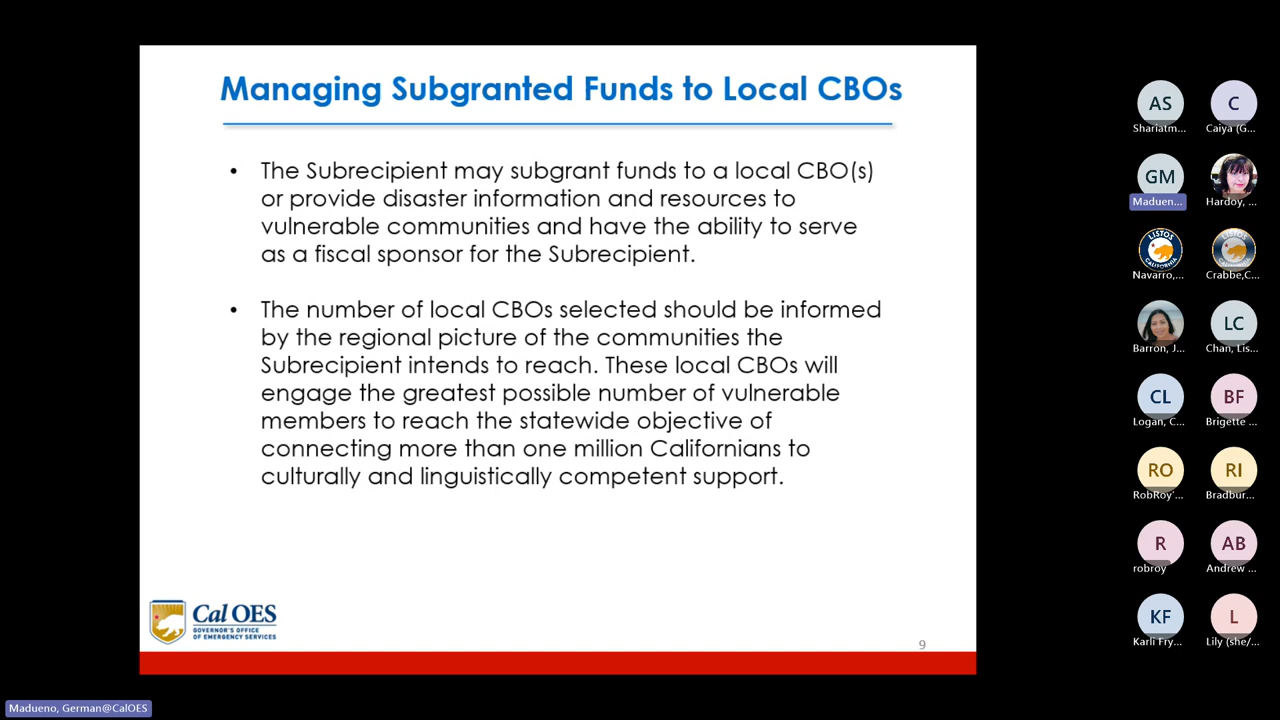 Managing Subgranted Funds to Local CBOs
• The Subrecipient may subgrant funds to a local CBO(s)
or provide disaster information and resources to
vulnerable communities and have the ability to serve
as a fiscal sponsor for the Subrecipient.
• The number of local CBOs selected should be informed
by the regional picture of the communities the
Subrecipient intends to reach. These local CBOs will
engage the greatest possible number of vulnerable
members to reach the statewide objective of
connecting more than one million Californians to
culturally and linguistically competent support.
Cal OES
GOVERNOR'S OFFICE
OF EMERGENCY SERVICES
9
AS
Shariatm...
C
Caiya (G...
GM
Maduen...
Hardoy, ...
LISTOS
CALIFORNIA
Navarro,...
LISTOS
CALIFORNIA
Crabbe,C...
Barron, J...
LC
Chan, Lis...
CL
Logan, C...
BF
Brigette ...
RO
RobRoy'...
RI
Bradbur...
R
robroy
AB
Andrew ...
KF
Karli Fry...
L
Lily (she/...
Madueno, German@CalOES